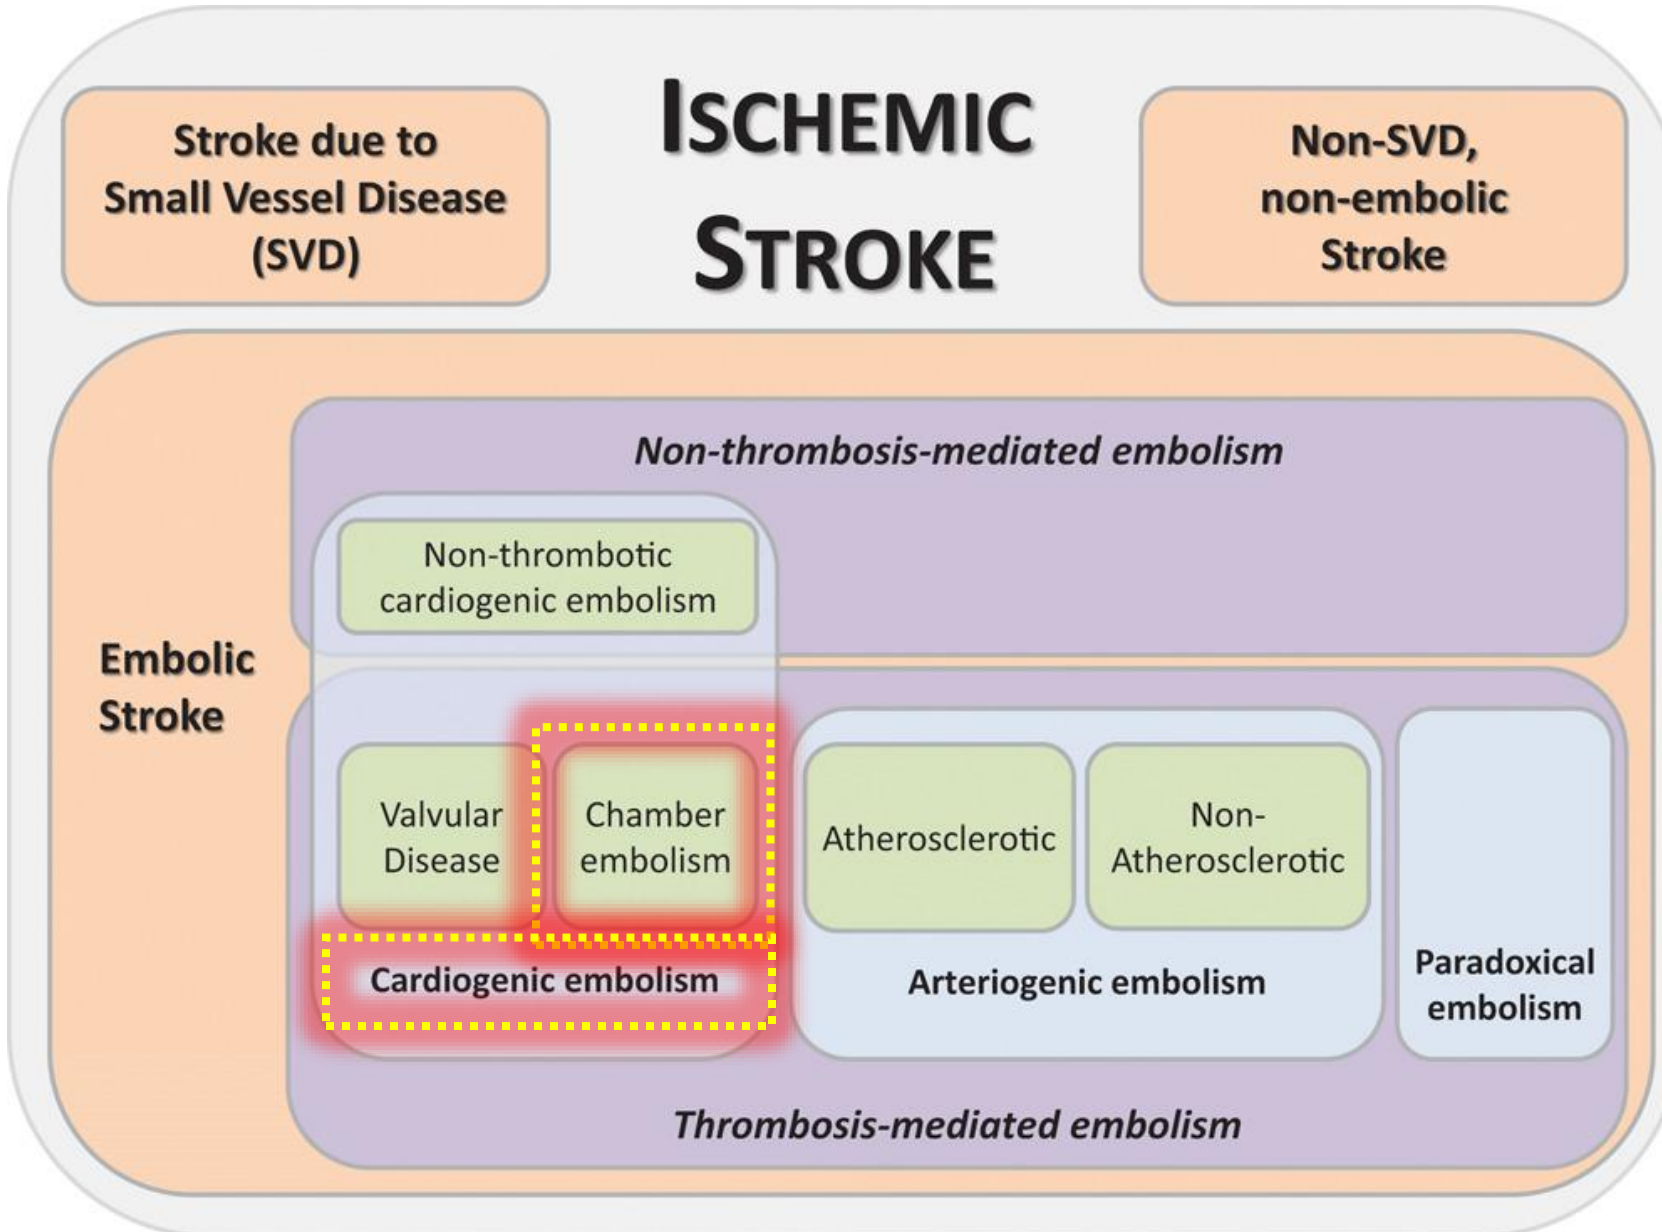 ISCHEMIC
STROKE
Stroke due to
Small Vessel Disease
(SVD)
Non-SVD,
non-embolic
Stroke
Non-thrombosis-mediated embolism
Non-thrombotic
cardiogenic embolism
Embolic
Stroke
Valvular
Disease
Chamber
embolism
Cardiogenic embolism
Atherosclerotic
Non-
Atherosclerotic
Arteriogenic embolism
Paradoxical
embolism
Thrombosis-mediated embolism